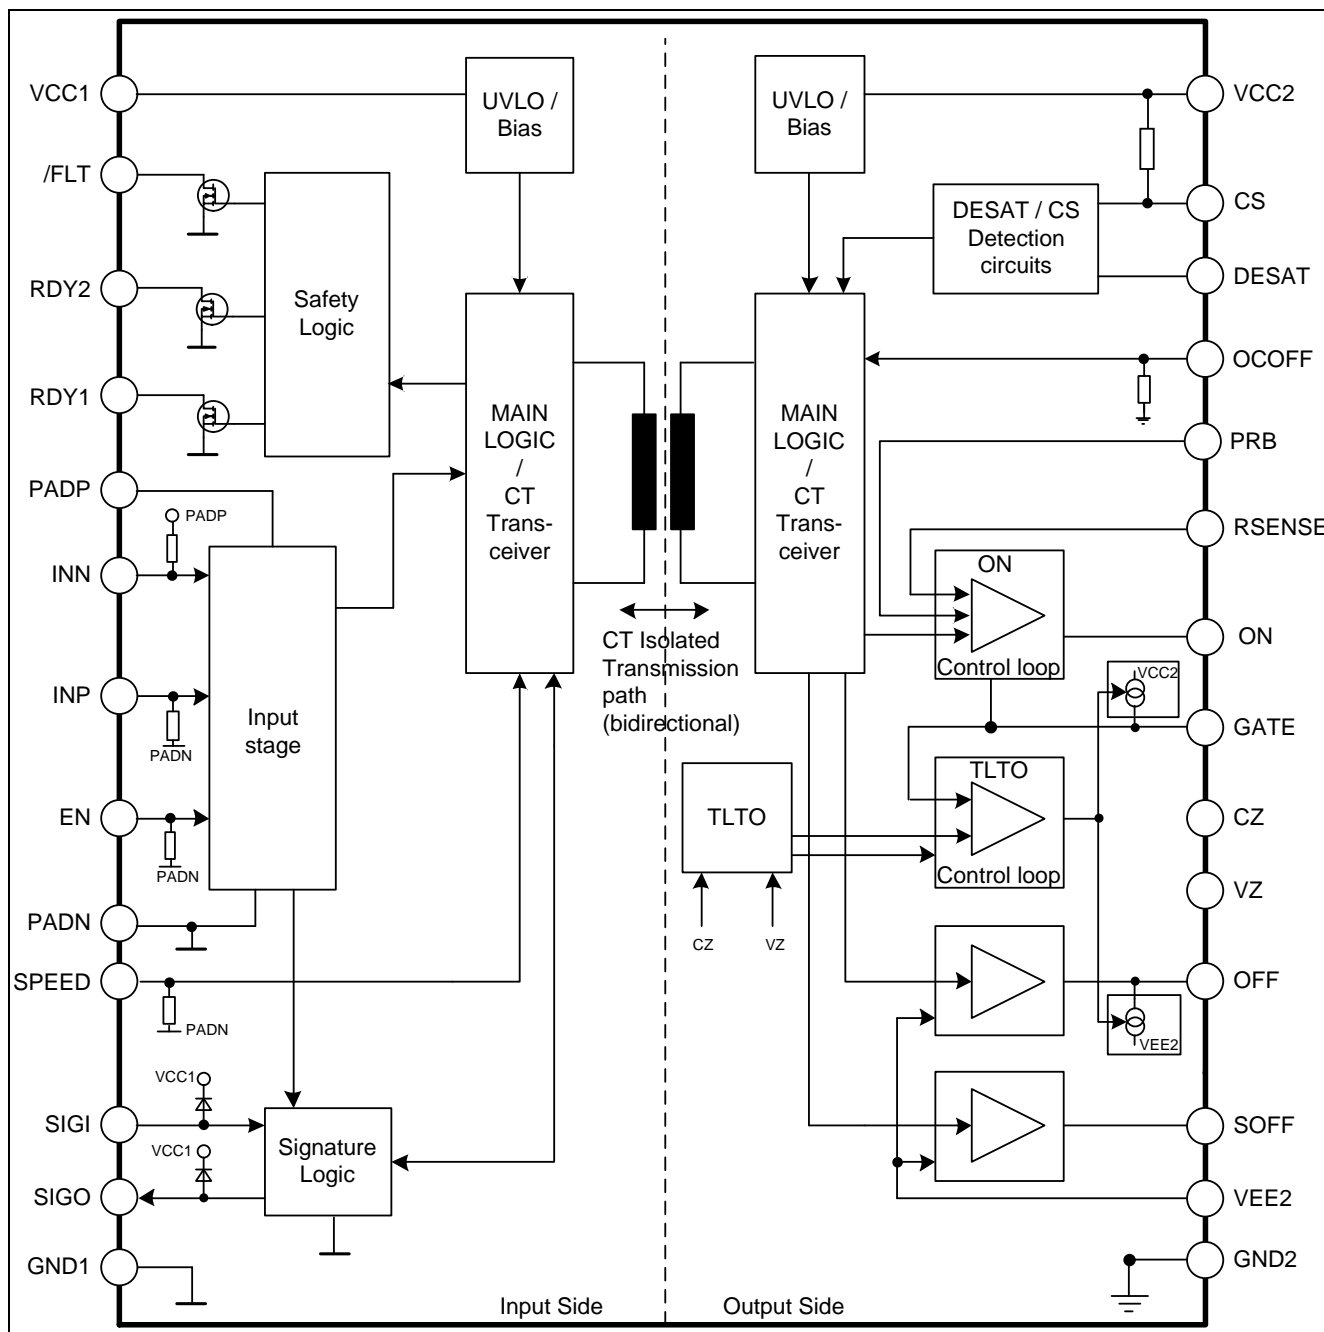 VCC1
/FLT
RDY2
RDY1
PADP
INN
INP
EN
PADN
SPEED
SIGI
SIGO
GND1
UVLO /
Bias
Safety
Logic
PADP
PADN
PADN
PADN
VCC1
VCC1
Input
stage
Signature
Logic
MAIN
LOGIC
/
CT
Trans-
ceiver
CT Isolated
Transmission
path
(bidirectional)
Input Side
Output Side
UVLO /
Bias
DESAT / CS
Detection
circuits
MAIN
LOGIC
/
CT
Trans-
ceiver
ON
Control loop
VCC2
TLTO
CZ
VZ
TLTO
Control loop
VEE2
VCC2
CS
DESAT
OCOFF
PRB
RSENSE
ON
GATE
CZ
VZ
OFF
SOFF
VEE2
GND2